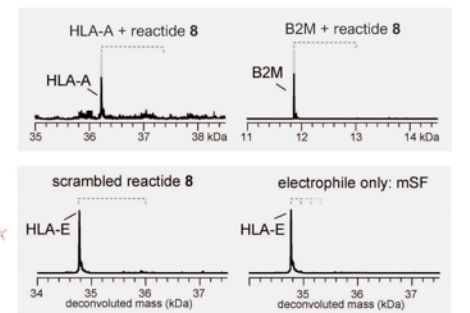 HLA-A + reactide 8
B2M + reactide 8
HLA-A
B2M
35 36 37 38 kDa
11 12 13 14 kDa
scrambled reactide 8
electrophile only: mSF
HLA-E
HLA-E
34 35 36 37
35 36 37
deconvoluted mass (kDa)
deconvoluted mass (kDa)